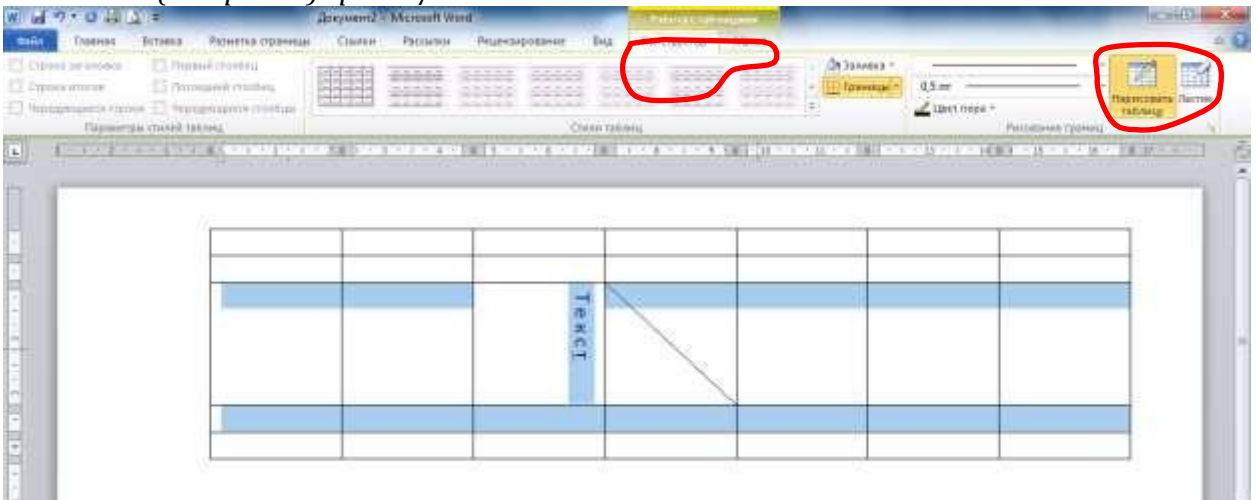 Документ2 - Microsoft Word
Работа с таблицами
Файл Главная Вставка Разметка страницы Ссылки Рассылки Рецензирование Вид
Строка заголовка Первый столбец
Строка итогов Последний столбец
Чередующиеся строки Чередующиеся столбцы
Параметры стилей таблиц
Стили таблиц
Заливка
Границы
0,5 пт
Цвет пера
Нарисовать таблицу
Ластик
Рисование границ
Текст